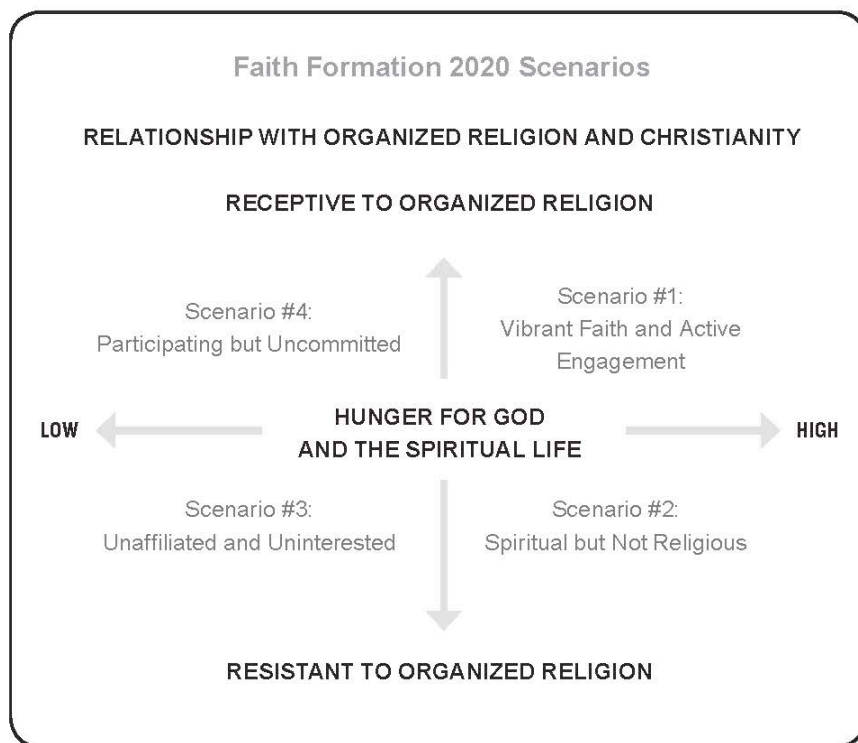 Faith Formation 2020 Scenarios
RELATIONSHIP WITH ORGANIZED RELIGION AND CHRISTIANITY
RECEPTIVE TO ORGANIZED RELIGION
Scenario #4:
Participating but Uncommitted
Scenario #1:
Vibrant Faith and Active
Engagement
LOW
HUNGER FOR GOD
AND THE SPIRITUAL LIFE
HIGH
Scenario #3:
Unaffiliated and Uninterested
Scenario #2:
Spiritual but Not Religious
RESISTANT TO ORGANIZED RELIGION